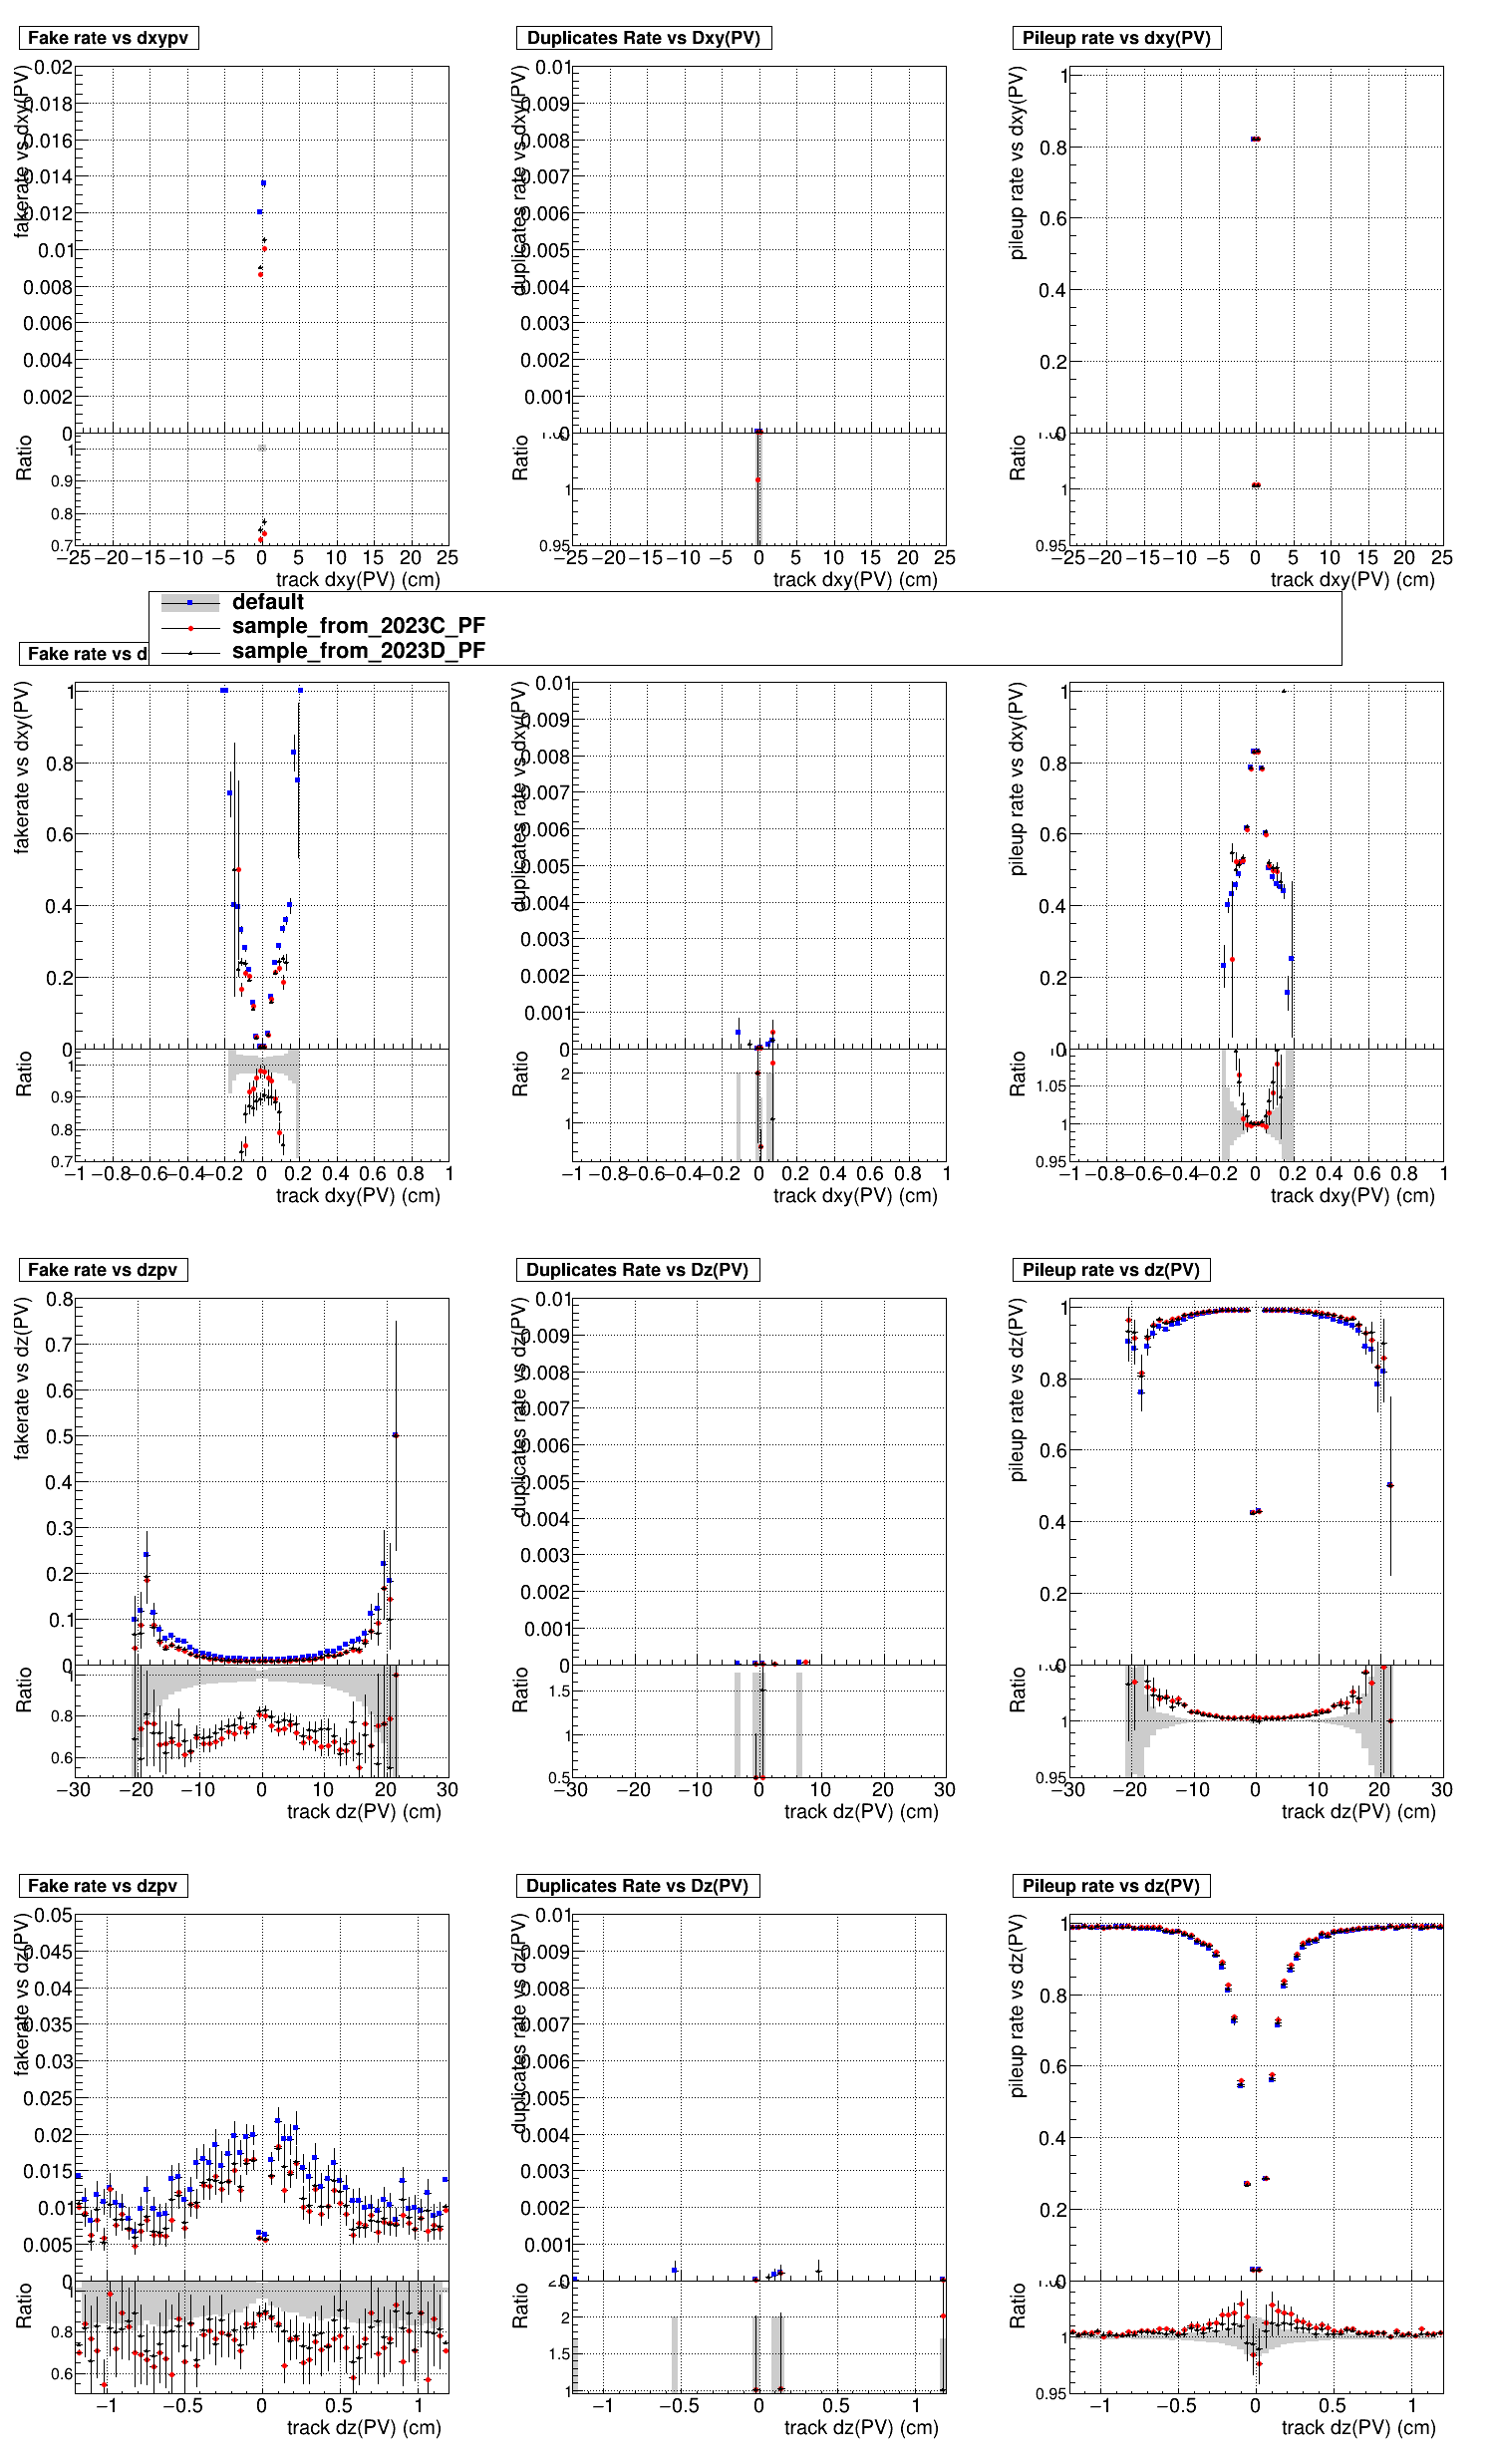 Fake rate vs dxypv
Duplicates Rate vs Dxy(PV)
Pileup rate vs dxy(PV)
fakerate vs dxy(PV)
0.02
0.018
0.016
0.014
0.012
0.01
0.008
0.006
0.004
0.002
0
Ratio
1
0.9
0.8
0.7
−25 −20 −15 −10 −5 0 5 10 15 20 25
track dxy(PV) (cm)
duplicates rate vs dxy(PV)
0.01
0.009
0.008
0.007
0.006
0.005
0.004
0.003
0.002
0.001
0
Ratio
1
0.95
−25 −20 −15 −10 −5 0 5 10 15 20 25
track dxy(PV) (cm)
pileup rate vs dxy(PV)
1
0.8
0.6
0.4
0.2
0
Ratio
1
0.95
−25 −20 −15 −10 −5 0 5 10 15 20 25
track dxy(PV) (cm)
default
sample_from_2023C_PF
sample_from_2023D_PF
Fake rate vs d
fakerate vs dxy(PV)
1
0.8
0.6
0.4
0.2
0
Ratio
1
0.9
0.8
0.7
−1 −0.8 −0.6 −0.4 −0.2 0 0.2 0.4 0.6 0.8 1
track dxy(PV) (cm)
duplicates rate vs dxy(PV)
0.01
0.009
0.008
0.007
0.006
0.005
0.004
0.003
0.002
0.001
0
Ratio
2
1
−1 −0.8 −0.6 −0.4 −0.2 0 0.2 0.4 0.6 0.8 1
track dxy(PV) (cm)
pileup rate vs dxy(PV)
1
0.8
0.6
0.4
0.2
0
Ratio
1.05
1
0.95
−1 −0.8 −0.6 −0.4 −0.2 0 0.2 0.4 0.6 0.8 1
track dxy(PV) (cm)
Fake rate vs dzpv
Duplicates Rate vs Dz(PV)
Pileup rate vs dz(PV)
fakerate vs dz(PV)
0.8
0.7
0.6
0.5
0.4
0.3
0.2
0.1
0
Ratio
1
0.8
0.6
−30 −20 −10 0 10 20 30
track dz(PV) (cm)
duplicates rate vs dz(PV)
0.01
0.009
0.008
0.007
0.006
0.005
0.004
0.003
0.002
0.001
0
Ratio
1.5
1
0.5
−30 −20 −10 0 10 20 30
track dz(PV) (cm)
pileup rate vs dz(PV)
1
0.8
0.6
0.4
0.2
0
Ratio
1
0.95
−30 −20 −10 0 10 20 30
track dz(PV) (cm)
Fake rate vs dzpv
Duplicates Rate vs Dz(PV)
Pileup rate vs dz(PV)
fakerate vs dz(PV)
0.05
0.045
0.04
0.035
0.03
0.025
0.02
0.015
0.01
0.005
0
Ratio
1
0.8
0.6
−1 −0.5 0 0.5 1
track dz(PV) (cm)
duplicates rate vs dz(PV)
0.01
0.009
0.008
0.007
0.006
0.005
0.004
0.003
0.002
0.001
0
Ratio
2
1.5
1
−1 −0.5 0 0.5 1
track dz(PV) (cm)
pileup rate vs dz(PV)
1
0.8
0.6
0.4
0.2
0
Ratio
1
0.95
−1 −0.5 0 0.5 1
track dz(PV) (cm)